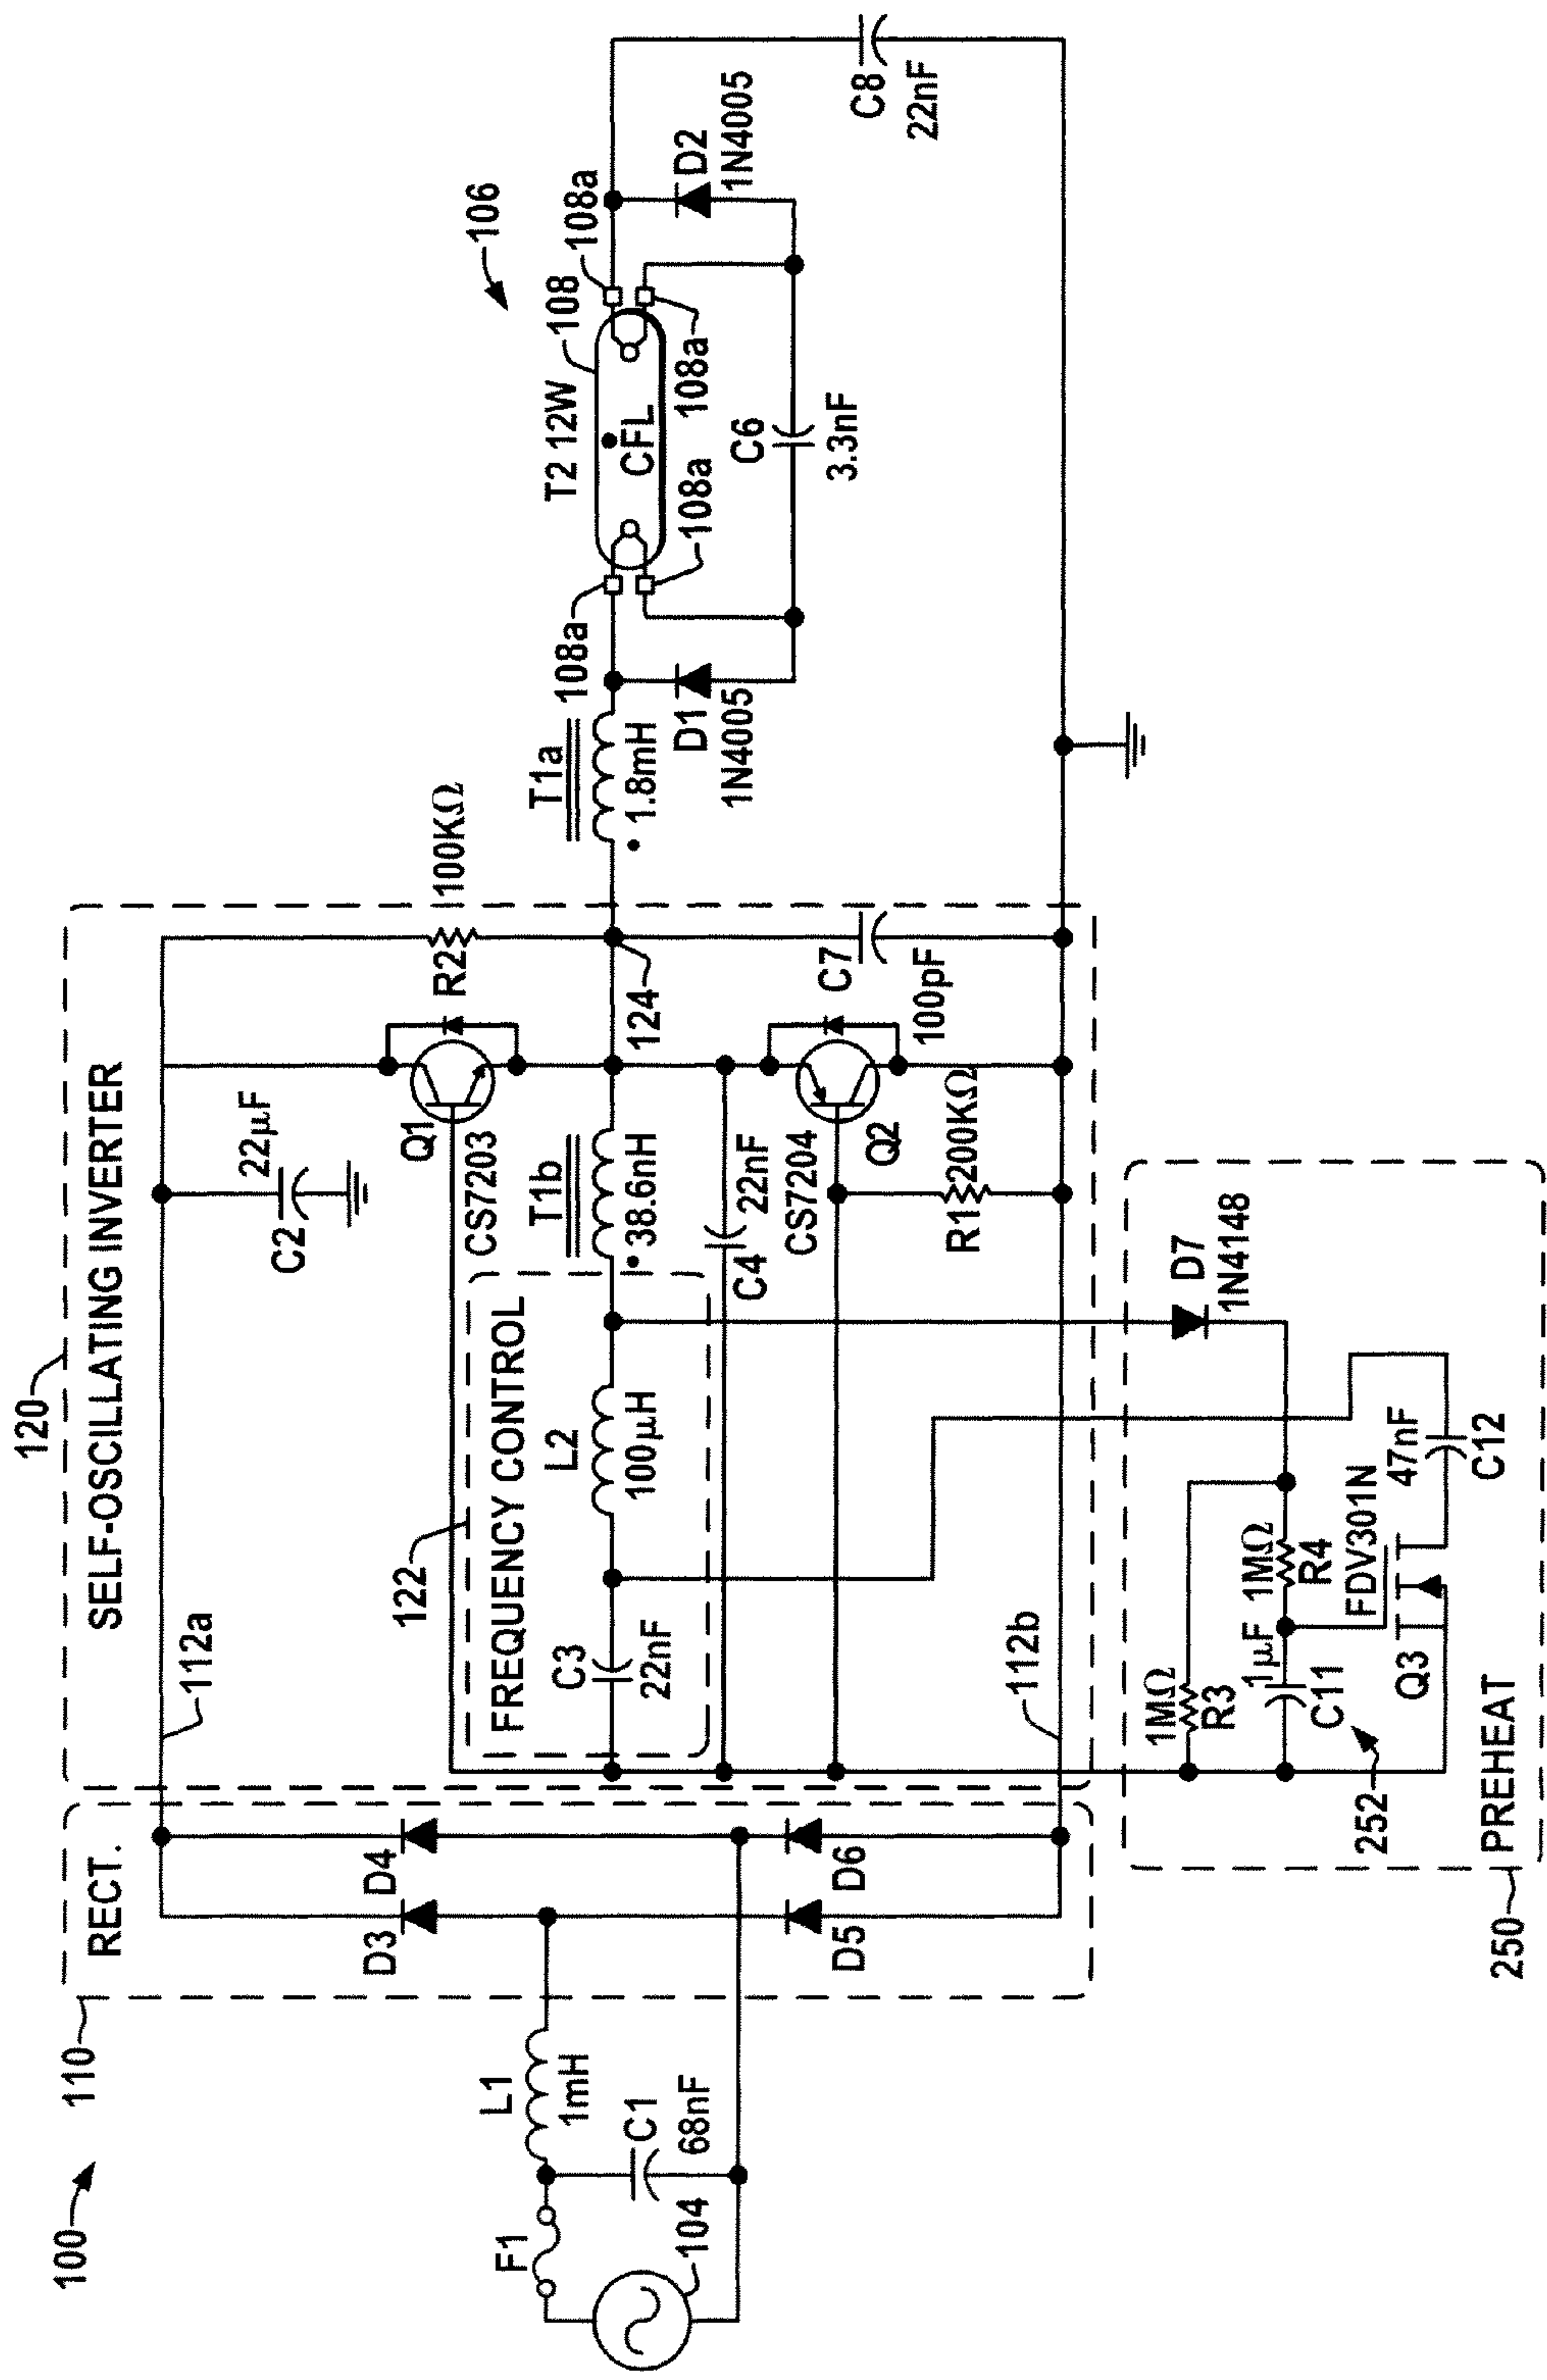 100
104
F1
L1
1mH
C1
68nF
110
RECT.
D3
D4
D5
D6
120
SELF-OSCILLATING INVERTER
112a
112b
122
FREQUENCY CONTROL
C3
22nF
L2
100µH
T1b
38.6nH
C4
22nF
C2
22µF
Q1
CS7203
CS7204
Q2
R1
200KΩ
R2
100KΩ
124
C7
100pF
T1a
1.8mH
D1
1N4005
108a
108a
T2 12W
108
CFL
108a
108a
106
C6
3.3nF
D2
1N4005
C8
22nF
250
PREHEAT
252
1MΩ
R3
1µF
C11
1MΩ
R4
FDV301N
Q3
47nF
C12
D7
1N4148